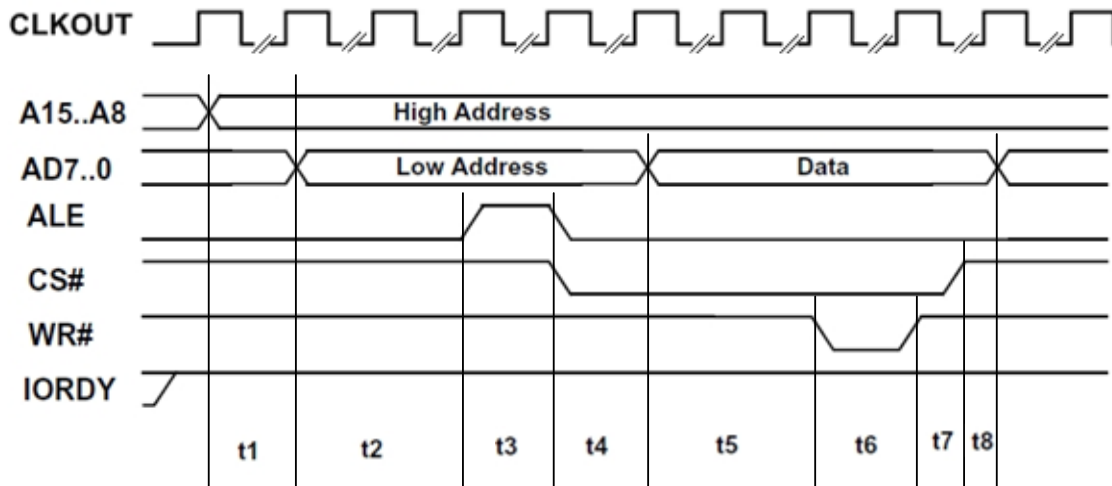 CLKOUT
A15..A8 High Address
AD7..0 Low Address Data
ALE
CS#
WR#
IORDY
t1 t2 t3 t4 t5 t6 t7 t8